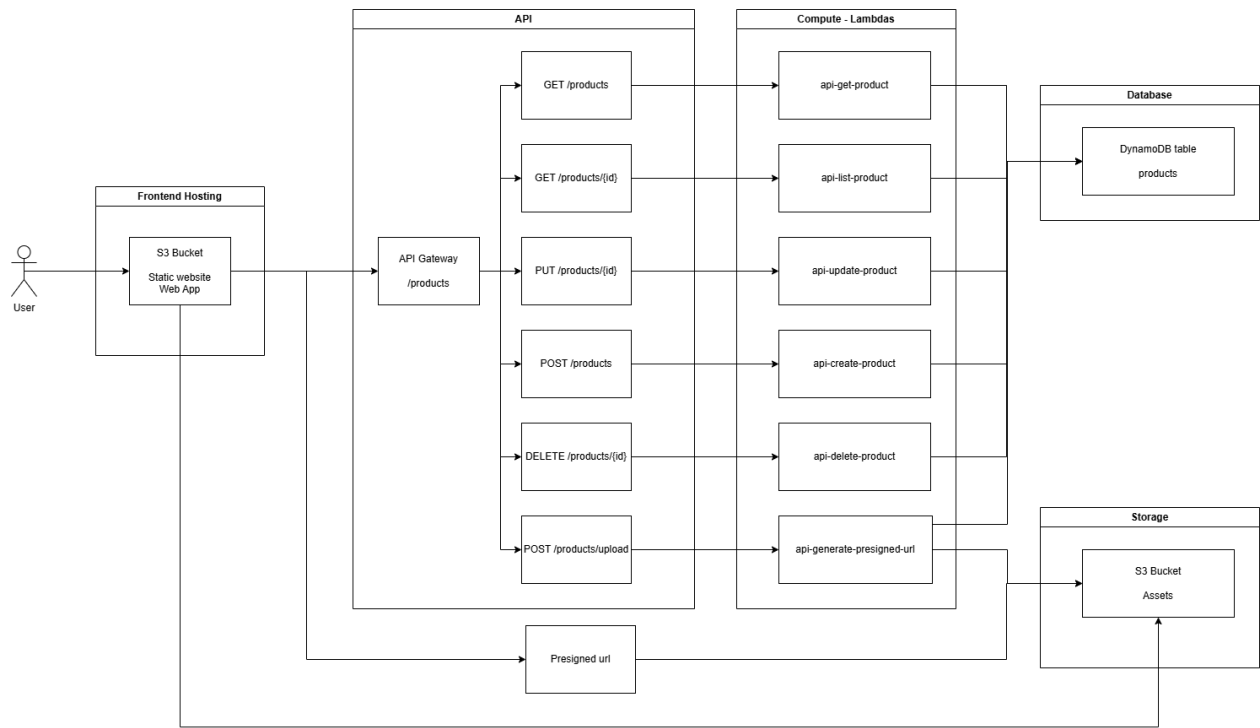 API
Compute - Lambdas
GET /products
api-get-product
Database
DynamoDB table
products
GET /products/{id}
api-list-product
Frontend Hosting
S3 Bucket
Static website
Web App
User
API Gateway
/products
PUT /products/{id}
api-update-product
POST /products
api-create-product
DELETE /products/{id}
api-delete-product
POST /products/upload
api-generate-presigned-url
Storage
S3 Bucket
Assets
Presigned url